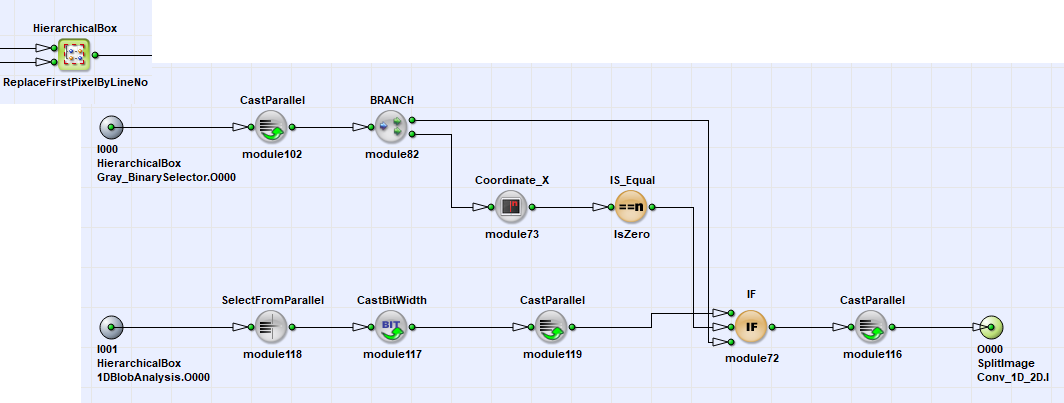 HierarchicalBox
ReplaceFirstPixelByLineNo
CastParallel
BRANCH
I000
HierarchicalBox
Gray_BinarySelector.O000
module102
module82
Coordinate_X
IS_Equal
==n
module73
IsZero
SelectFromParallel
CastBitWidth
CastParallel
IF
CastParallel
BIT
IF
I001
HierarchicalBox
1DBlobAnalysis.O000
module118
module117
module119
module72
module116
O000
SplitImage
Conv_1D_2D.I